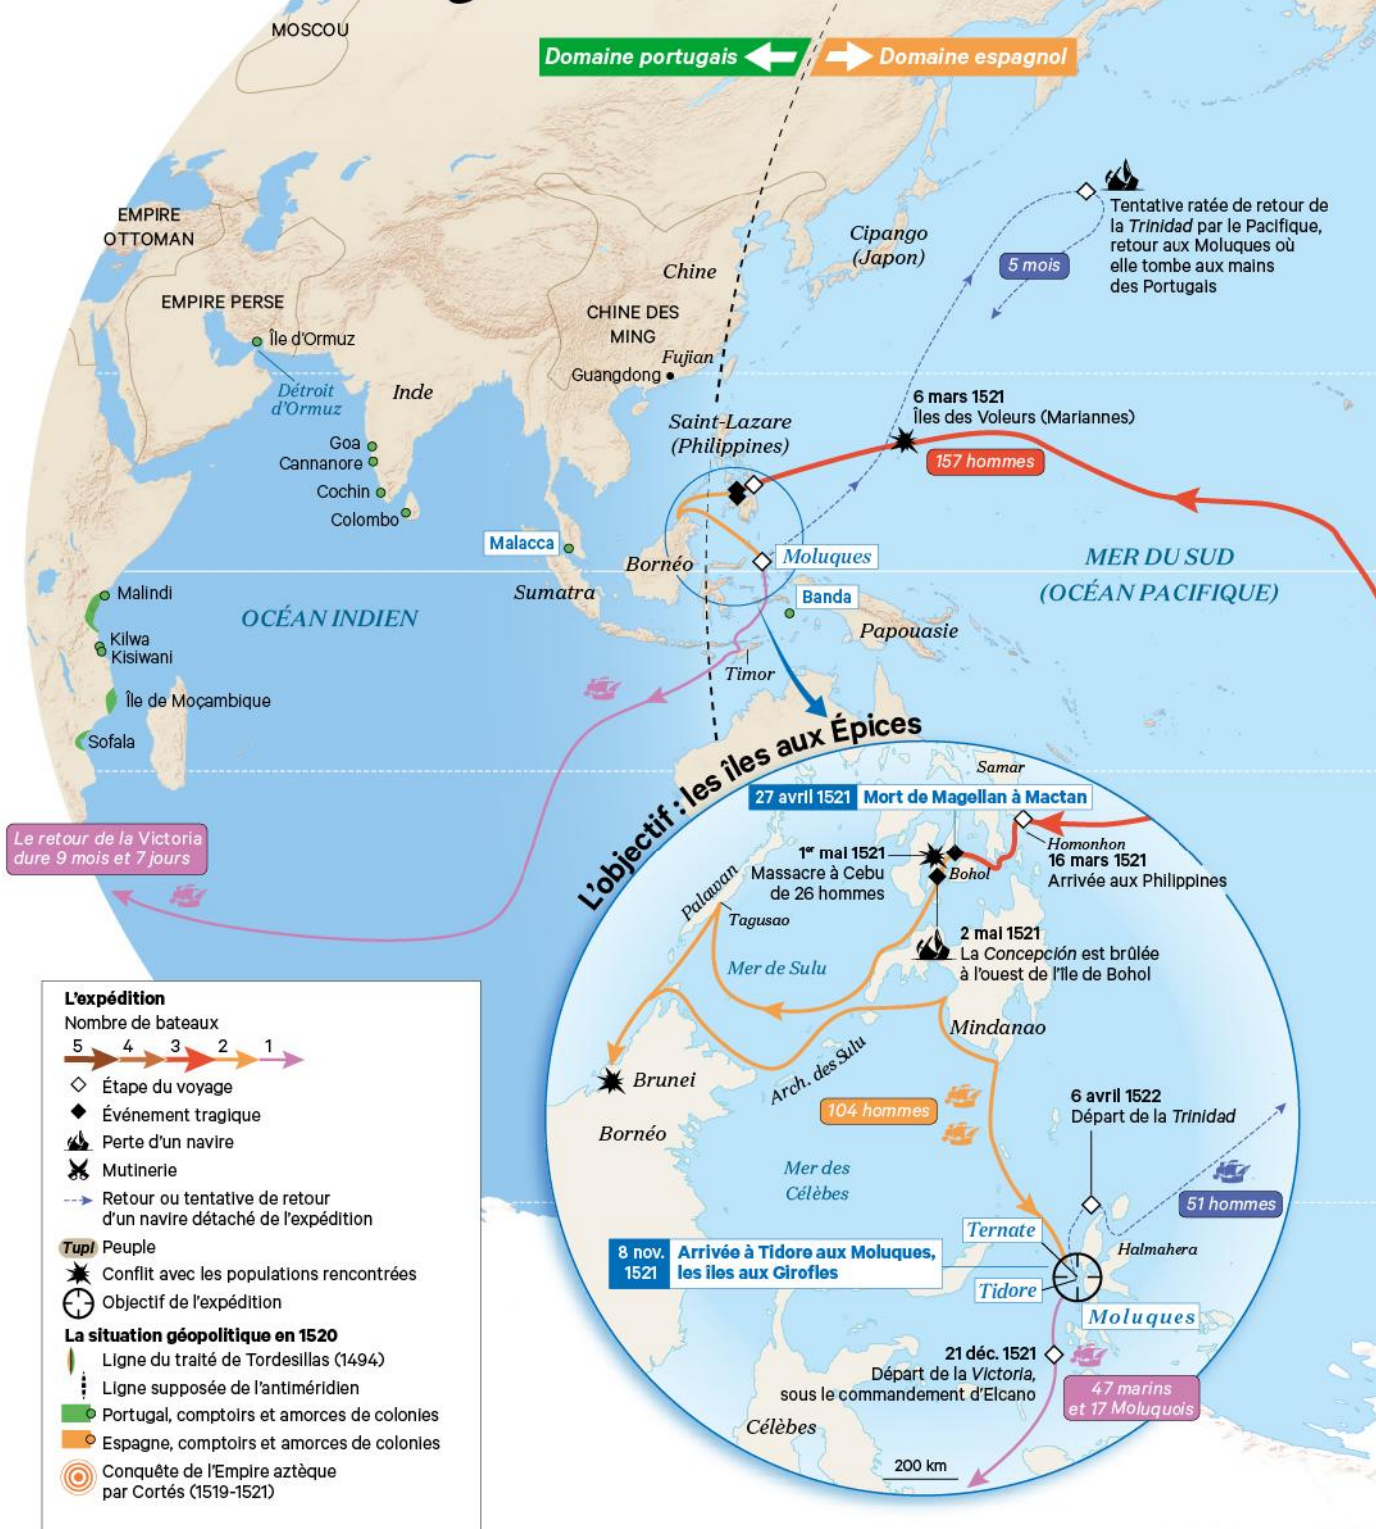 MOSCOU
Domaine portugais
Domaine espagnol
EMPIRE
OTTOMAN
EMPIRE PERSE
Île d'Ormuz
Détroit
d'Ormuz
Inde
Goa
Cannanore
Cochin
Colombo
Malindi
Kilwa
Kisiwani
Île de Moçambique
Sofala
OCÉAN INDIEN
Chine
CHINE DES
MING
Fujian
Guangdong
Cipango
(Japon)
Saint-Lazare
(Philippines)
Malacca
Bornéo
Sumatra
Moluques
Banda
Papouasie
Timor
Tentative ratée de retour de
la Trinidad par le Pacifique,
retour aux Moluques où
elle tombe aux mains
des Portugais
5 mois
6 mars 1521
Îles des Voleurs (Mariannes)
157 hommes
MER DU SUD
(OCÉAN PACIFIQUE)
Le retour de la Victoria
dure 9 mois et 7 jours
L'objectif : les îles aux Épices
Samar
27 avril 1521 Mort de Magellan à Mactan
Homonhon
16 mars 1521
Arrivée aux Philippines
1er mai 1521
Massacre à Cebu
de 26 hommes
Bohol
Palawan
Tagusao
2 mai 1521
La Concepción est brûlée
à l'ouest de l'île de Bohol
Mer de Sulu
Mindanao
Arch. des Sulu
Brunei
Bornéo
104 hommes
6 avril 1522
Départ de la Trinidad
Mer des
Célèbes
51 hommes
Ternate
Halmahera
8 nov. Arrivée à Tidore aux Moluques,
1521 les îles aux Girofles
Tidore
Moluques
21 déc. 1521
Départ de la Victoria,
sous le commandement d'Elcano
47 marins
et 17 Moluquois
Célèbes
200 km
L'expédition
Nombre de bateaux
5 4 3 2 1
Étape du voyage
Événement tragique
Perte d'un navire
Mutinerie
Retour ou tentative de retour
d'un navire détaché de l'expédition
Tupi Peuple
Conflit avec les populations rencontrées
Objectif de l'expédition
La situation géopolitique en 1520
Ligne du traité de Tordesillas (1494)
Ligne supposée de l'antiméridien
Portugal, comptoirs et amorces de colonies
Espagne, comptoirs et amorces de colonies
Conquête de l'Empire aztèque
par Cortés (1519-1521)